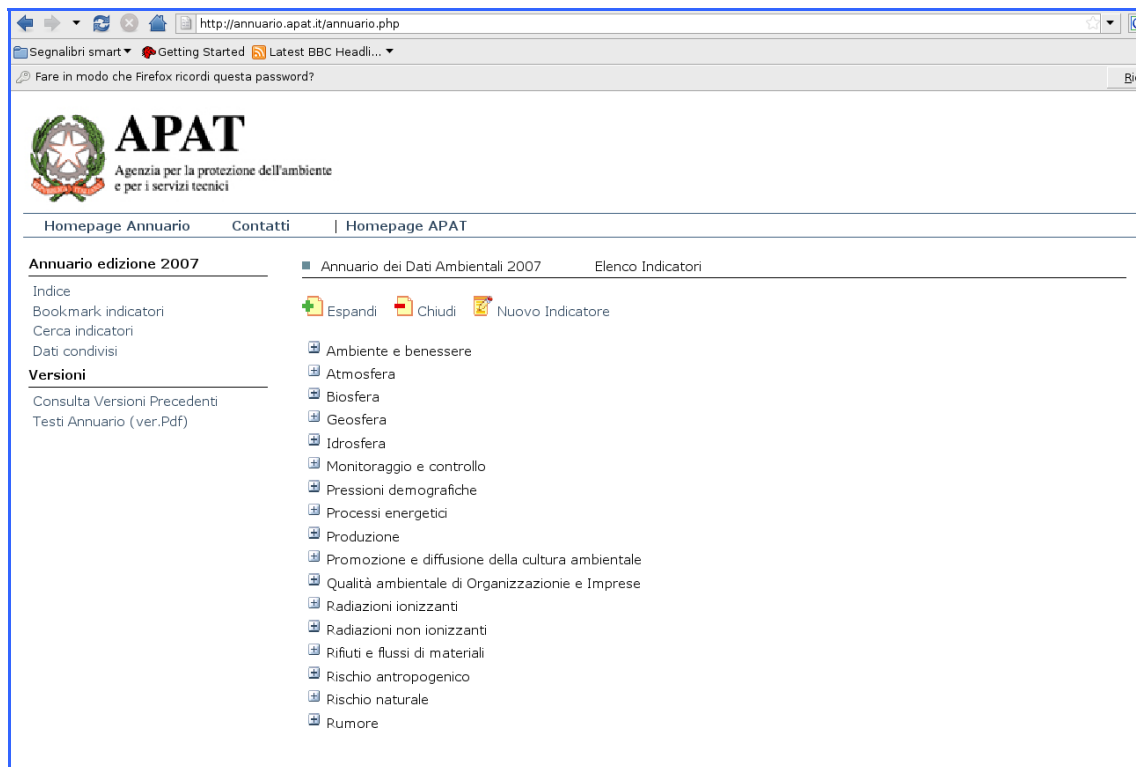 http://annuario.apat.it/annuario.php
Segnalibri smart Getting Started Latest BBC Headli...
Fare in modo che Firefox ricordi questa password?
APAT
Agenzia per la protezione dell'ambiente
e per i servizi tecnici
Homepage Annuario Contatti | Homepage APAT
Annuario edizione 2007
Indice
Bookmark indicatori
Cerca indicatori
Dati condivisi
Versioni
Consulta Versioni Precedenti
Testi Annuario (ver.Pdf)
Annuario dei Dati Ambientali 2007 Elenco Indicatori
Espandi Chiudi Nuovo Indicatore
Ambiente e benessere
Atmosfera
Biosfera
Geosfera
Idrosfera
Monitoraggio e controllo
Pressioni demografiche
Processi energetici
Produzione
Promozione e diffusione della cultura ambientale
Qualità ambientale di Organizzazionie e Imprese
Radiazioni ionizzanti
Radiazioni non ionizzanti
Rifiuti e flussi di materiali
Rischio antropogenico
Rischio naturale
Rumore